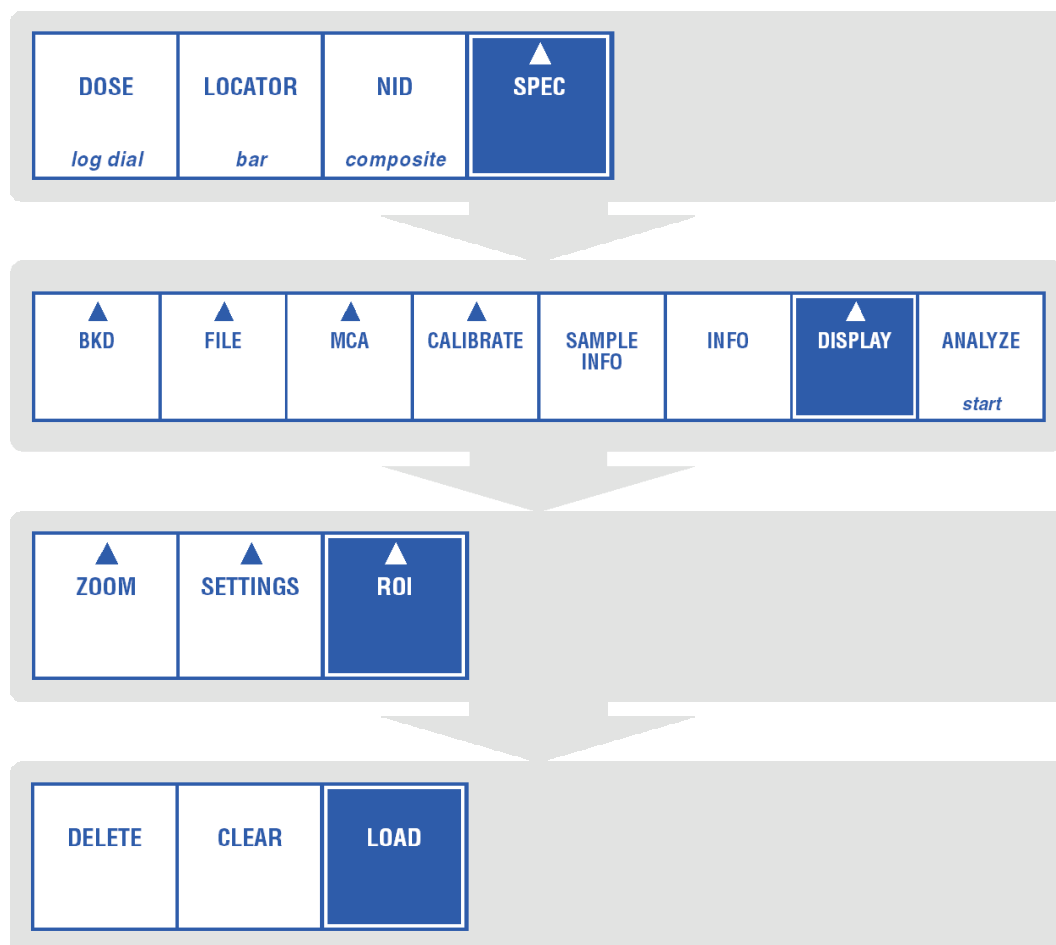 DOSE
log dial
LOCATOR
bar
NID
composite
SPEC
BKD
FILE
MCA
CALIBRATE
SAMPLE
INFO
INFO
DISPLAY
ANALYZE
start
ZOOM
SETTINGS
ROI
DELETE
CLEAR
LOAD